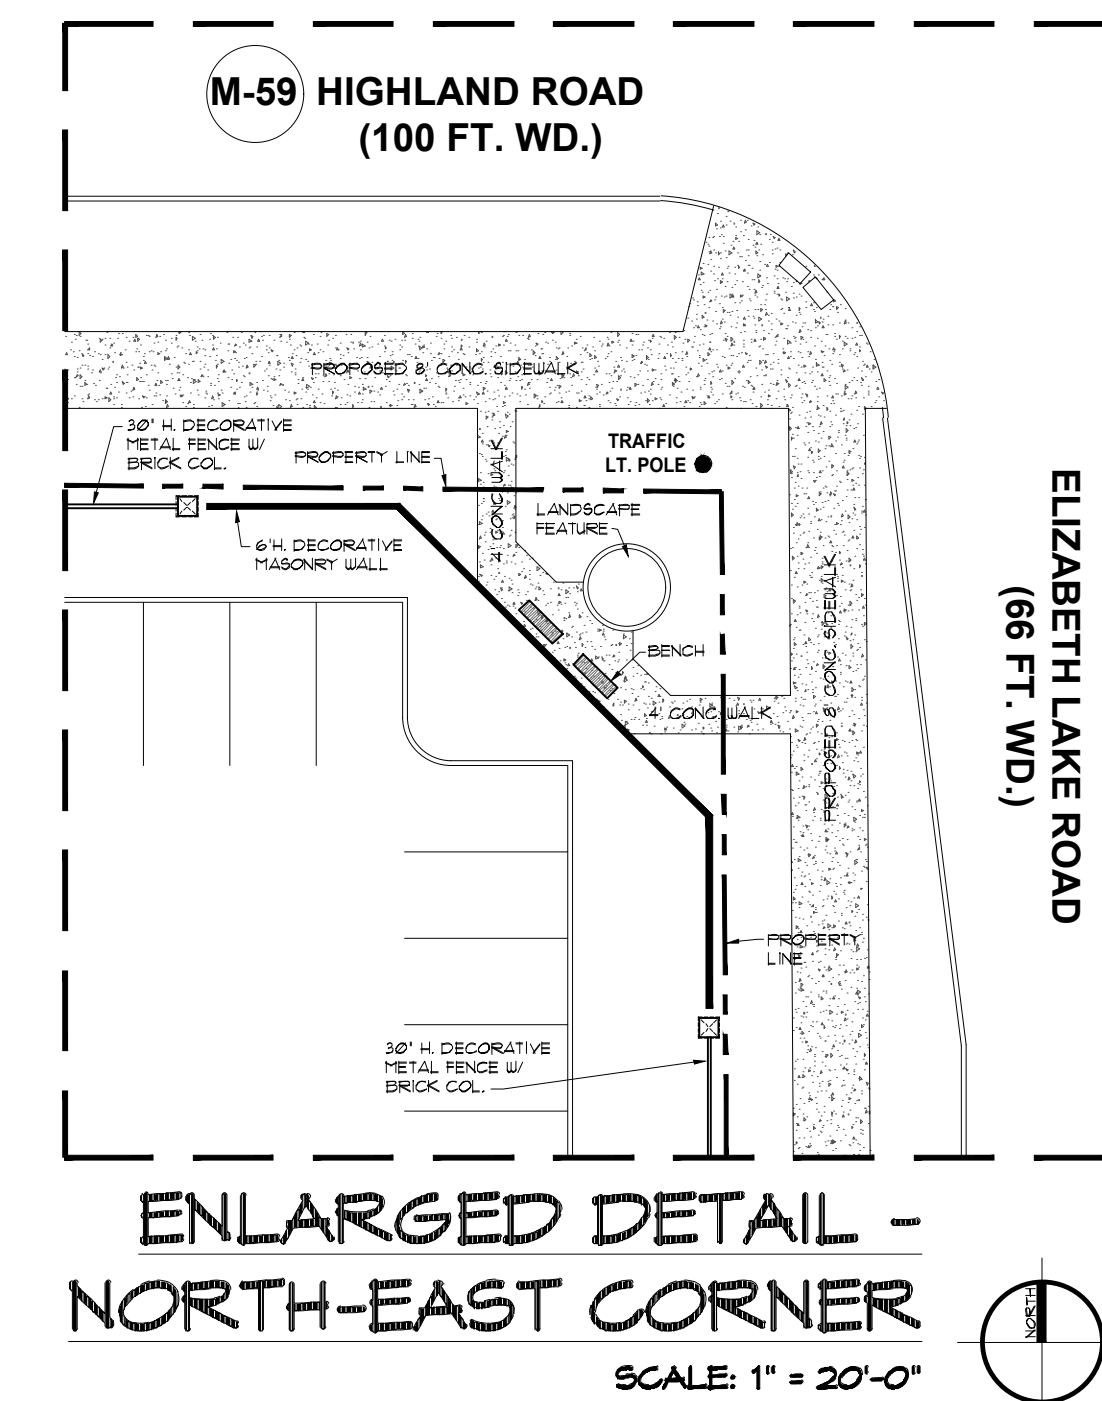 M-59 HIGHLAND ROAD
(100 FT. WD.)
PROPOSED 8' CONC. SIDEWALK
30" H. DECORATIVE
METAL FENCE W/
BRICK COL.
PROPERTY LINE
4' CONC WALK
TRAFFIC
LT. POLE
LANDSCAPE
FEATURE
6'H. DECORATIVE
MASONRY WALL
BENCH
4' CONC. WALK
PROPOSED 8' CONC. SIDEWALK
ELIZABETH LAKE ROAD
(66 FT. WD.)
PROPERTY
LINE
30" H. DECORATIVE
METAL FENCE W/
BRICK COL.
ENLARGED DETAIL -
NORTH-EAST CORNER
SCALE: 1" = 20'-0"
NORTH